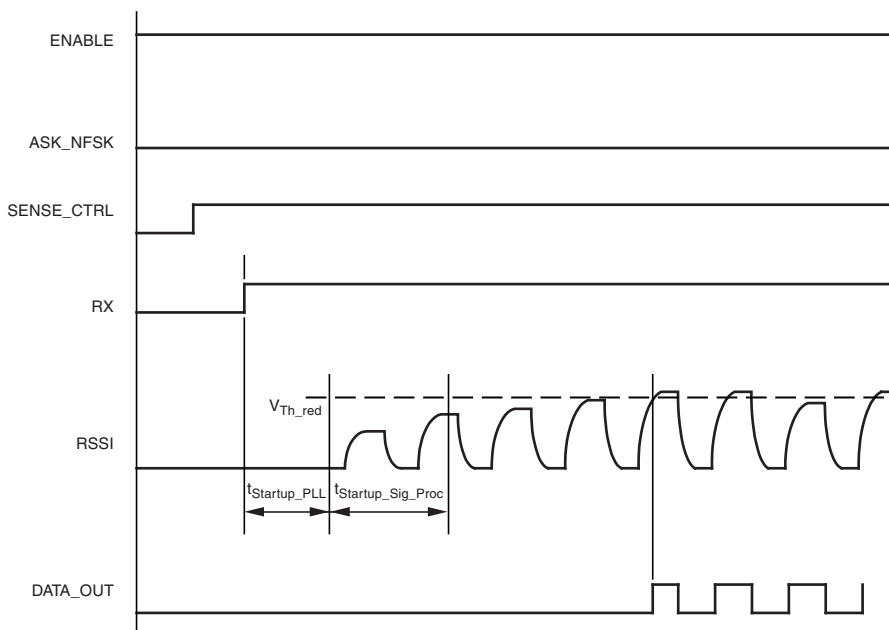 ENABLE
ASK_NFSK
SENSE_CTRL
RX
V_Th_red
RSSI
t_Startup_PLL
t_Startup_Sig_Proc
DATA_OUT